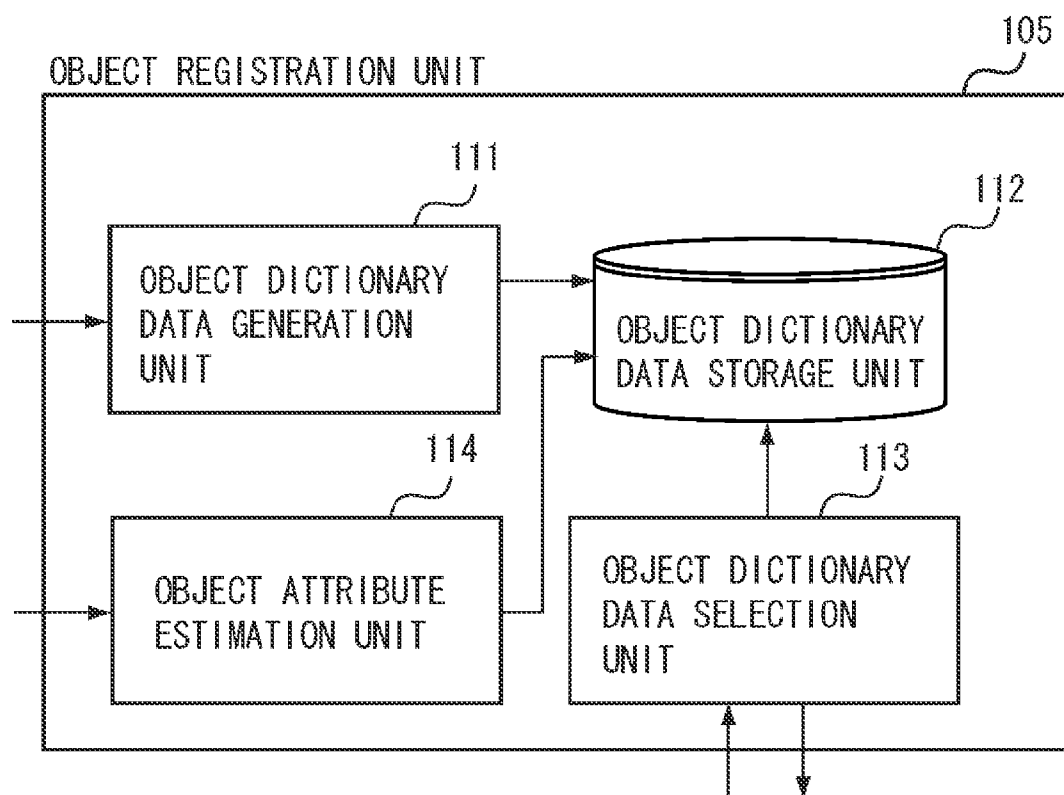 105
OBJECT REGISTRATION UNIT
111
112
OBJECT DICTIONARY
DATA GENERATION
UNIT
OBJECT DICTIONARY
DATA STORAGE UNIT
114
113
OBJECT ATTRIBUTE
ESTIMATION UNIT
OBJECT DICTIONARY
DATA SELECTION
UNIT